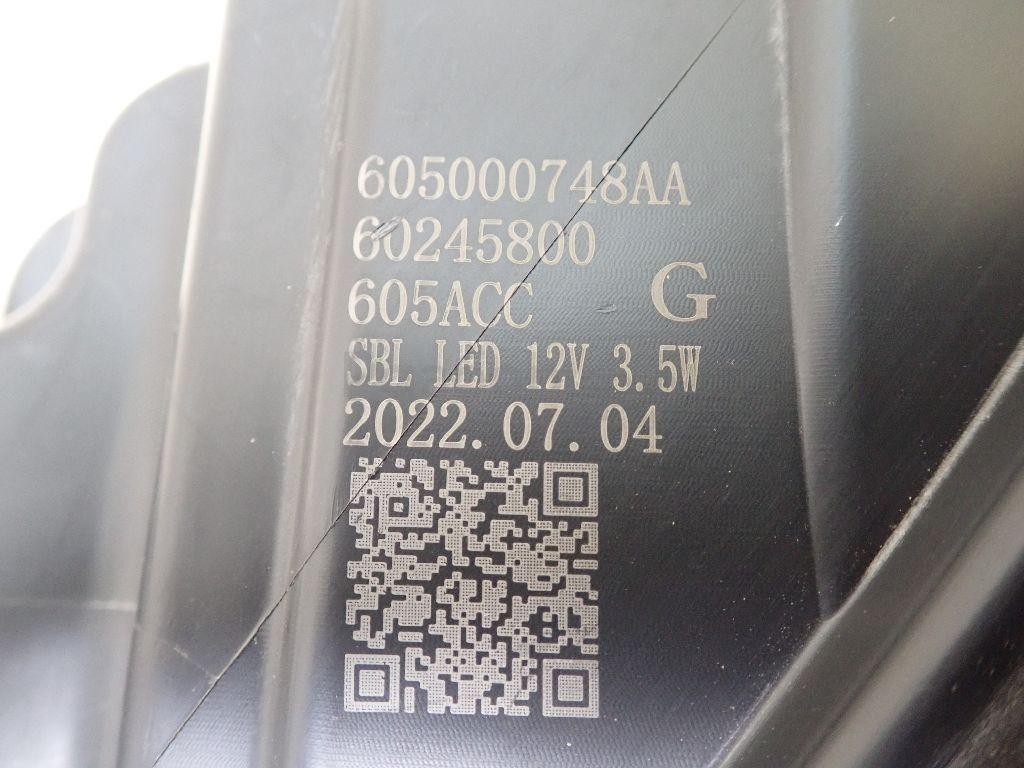 605000748AA
60245800
605ACC G
SBL LED 12V 3.5W
2022.07.04